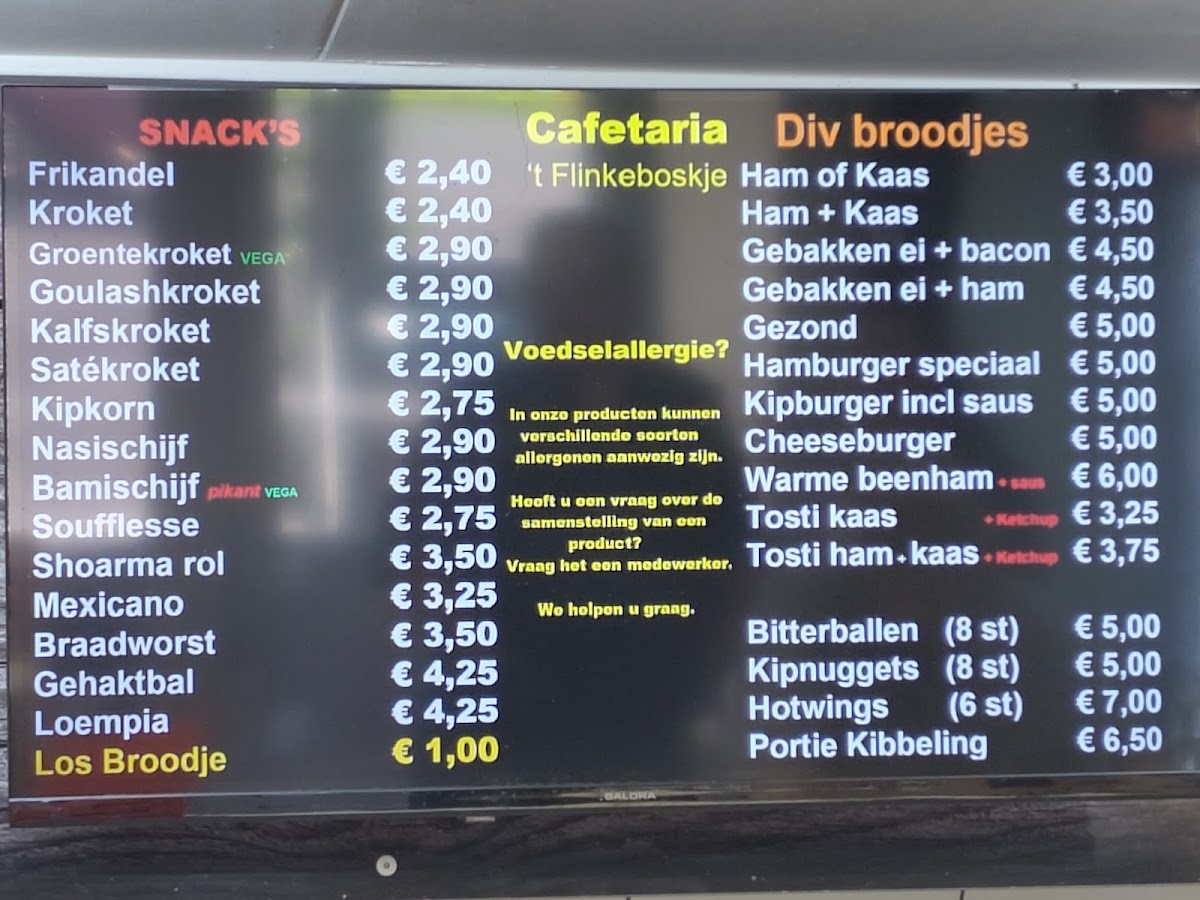 SNACK'S
Frikandel € 2,40
Kroket € 2,40
Groentekroket VEGA € 2,90
Goulashkroket € 2,90
Kalfskroket € 2,90
Satékroket € 2,90
Kipkorn € 2,75
Nasischijf € 2,90
Bamischijf pikant VEGA € 2,90
Soufflesse € 2,75
Shoarma rol € 3,50
Mexicano € 3,25
Braadworst € 3,50
Gehaktbal € 4,25
Loempia € 4,25
Los Broodje € 1,00
Cafetaria
't Flinkeboskje
Voedselallergie?
In onze producten kunnen
verschillende soorten
allergenen aanwezig zijn.
Heeft u een vraag over de
samenstelling van een
product?
Vraag het een medewerker.
We helpen u graag.
Div broodjes
Ham of Kaas € 3,00
Ham + Kaas € 3,50
Gebakken ei + bacon € 4,50
Gebakken ei + ham € 4,50
Gezond € 5,00
Hamburger speciaal € 5,00
Kipburger incl saus € 5,00
Cheeseburger € 5,00
Warme beenham + saus € 6,00
Tosti kaas + Ketchup € 3,25
Tosti ham + kaas + Ketchup € 3,75
Bitterballen (8 st) € 5,00
Kipnuggets (8 st) € 5,00
Hotwings (6 st) € 7,00
Portie Kibbeling € 6,50
SALORA